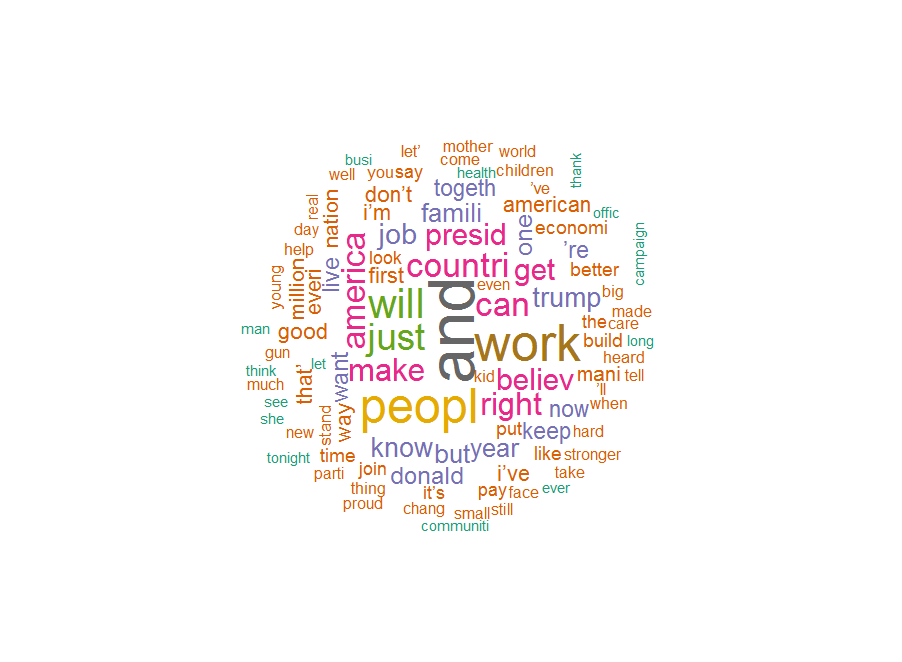 let’
mother
world
busi
come
thank
well
you
say
health
children
real
nation
don’t
togeth
’ve
american
offic
i’m
famili
one
economi
campaign
day
job
presid
’re
help
america
look
countri
get
better
young
million
everi
live
first
even
will
and
can
trump
big
made
man
good
just
the
care
work
build
long
gun
heard
think
let
make
kid
believ
mani
tell
much
that’
want
’ll
see
peopl
right
now
when
she
stand
way
new
put
keep
hard
tonight
time
know
but
year
like
stronger
parti
join
donald
i’ve
take
thing
it’s
pay
face
ever
proud
chang
small
still
communiti